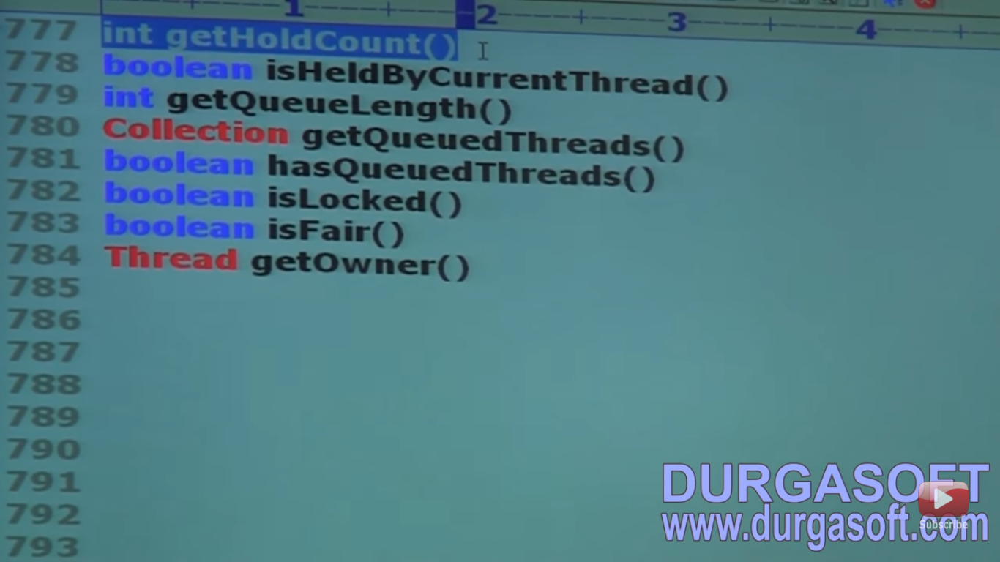 1 2 3 4
777 int getHoldCount()
778 boolean isHeldByCurrentThread()
779 int getQueueLength()
780 Collection getQueuedThreads()
781 boolean hasQueuedThreads()
782 boolean isLocked()
783 boolean isFair()
784 Thread getOwner()
785
786
787
788
789
790
791
792
793
DURGASOFT
www.durgasoft.com
Subscribe